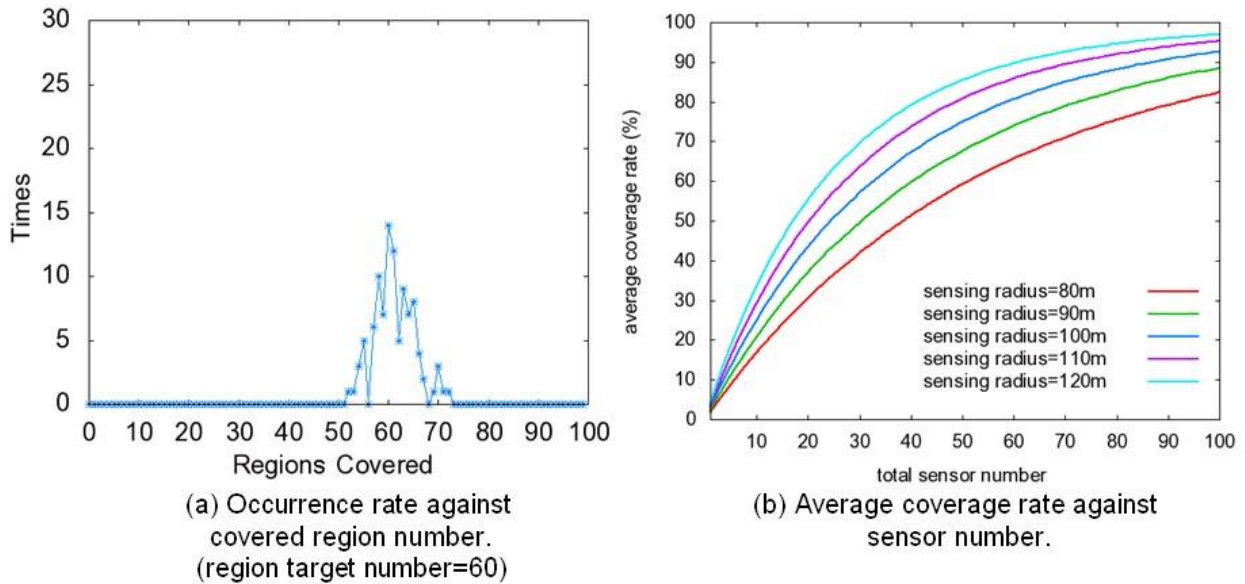 30
25
20
15
10
5
0
Times
0 10 20 30 40 50 60 70 80 90 100
Regions Covered
(a) Occurrence rate against
covered region number.
(region target number=60)
100
90
80
70
60
50
40
30
20
10
0
average coverage rate (%)
sensing radius=80m
sensing radius=90m
sensing radius=100m
sensing radius=110m
sensing radius=120m
10 20 30 40 50 60 70 80 90 100
total sensor number
(b) Average coverage rate against
sensor number.